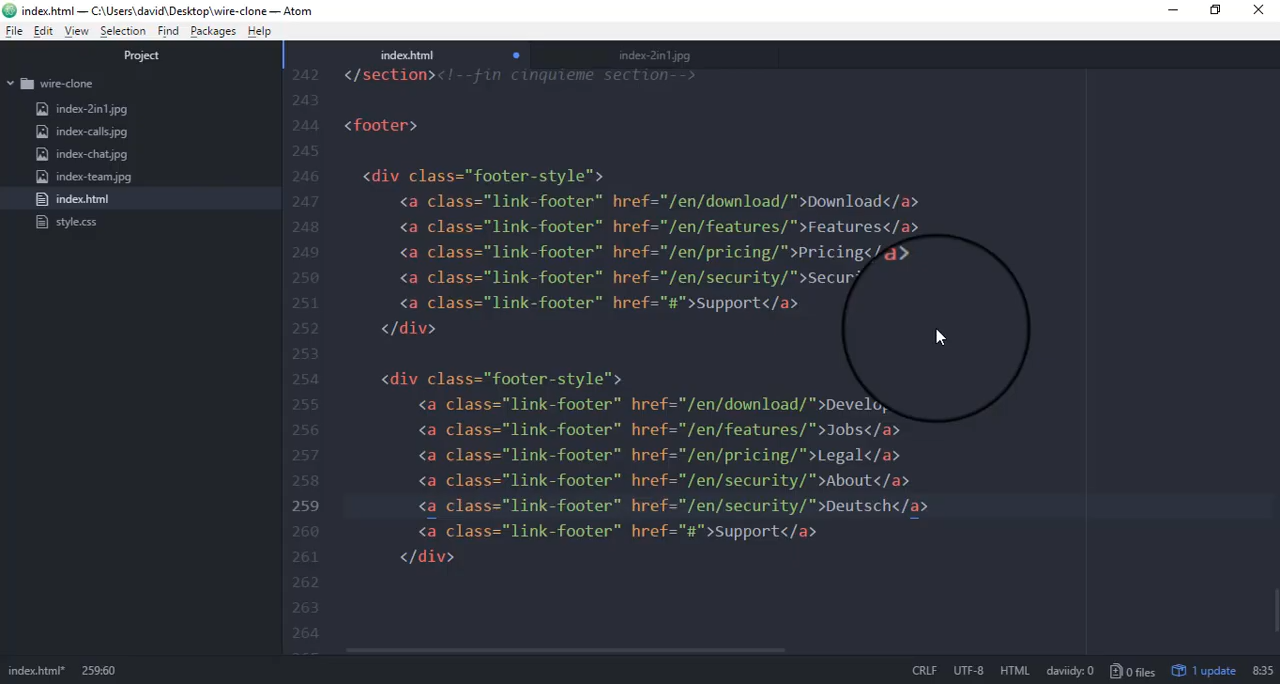 index.html — C:\Users\david\Desktop\wire-clone — Atom
File Edit View Selection Find Packages Help
Project
index.html
index-2in1.jpg
wire-clone
index-2in1.jpg
index-calls.jpg
index-chat.jpg
index-team.jpg
index.html
style.css
242 </section><!--fin cinquieme section-->
243
244 <footer>
245
246 <div class="footer-style">
247 <a class="link-footer" href="/en/download/">Download</a>
248 <a class="link-footer" href="/en/features/">Features</a>
249 <a class="link-footer" href="/en/pricing/">Pricing</a>
250 <a class="link-footer" href="/en/security/">Securi
251 <a class="link-footer" href="#">Support</a>
252 </div>
253
254 <div class="footer-style">
255 <a class="link-footer" href="/en/download/">Develop
256 <a class="link-footer" href="/en/features/">Jobs</a>
257 <a class="link-footer" href="/en/pricing/">Legal</a>
258 <a class="link-footer" href="/en/security/">About</a>
259 <a class="link-footer" href="/en/security/">Deutsch</a>
260 <a class="link-footer" href="#">Support</a>
261 </div>
262
263
264
index.html* 259:60 CRLF UTF-8 HTML daviidy: 0 0 files 1 update 8:35